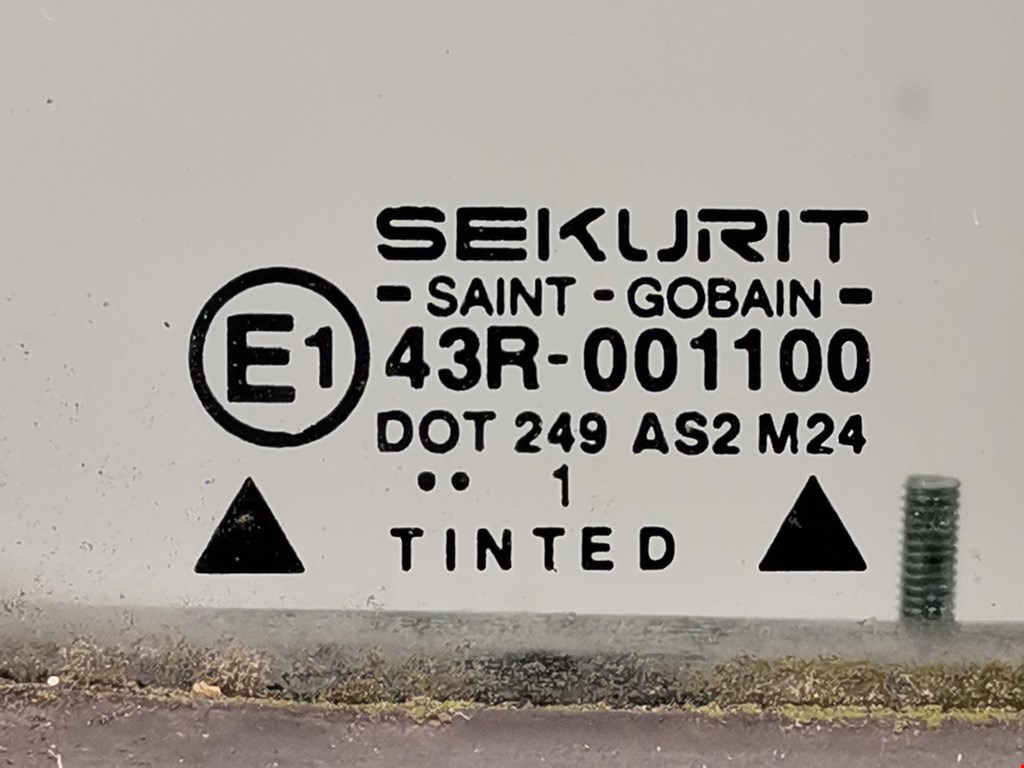 SEKURIT
- SAINT - GOBAIN -
E1
43R-001100
DOT 249 AS2 M24
•• 1
TINTED